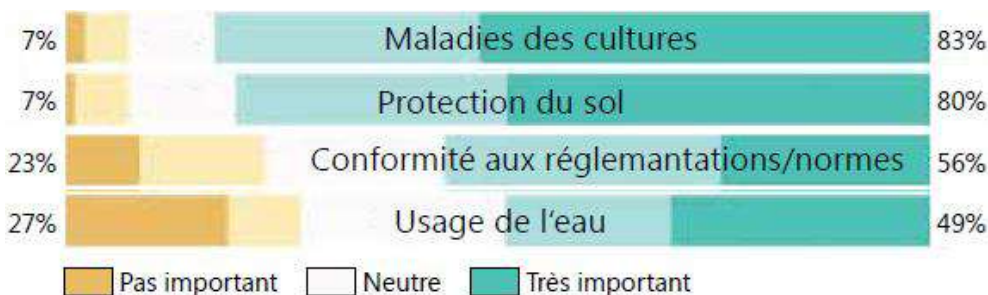 7% Maladies des cultures 83%
7% Protection du sol 80%
23% Conformité aux réglemantations/normes 56%
27% Usage de l'eau 49%
Pas important Neutre Très important